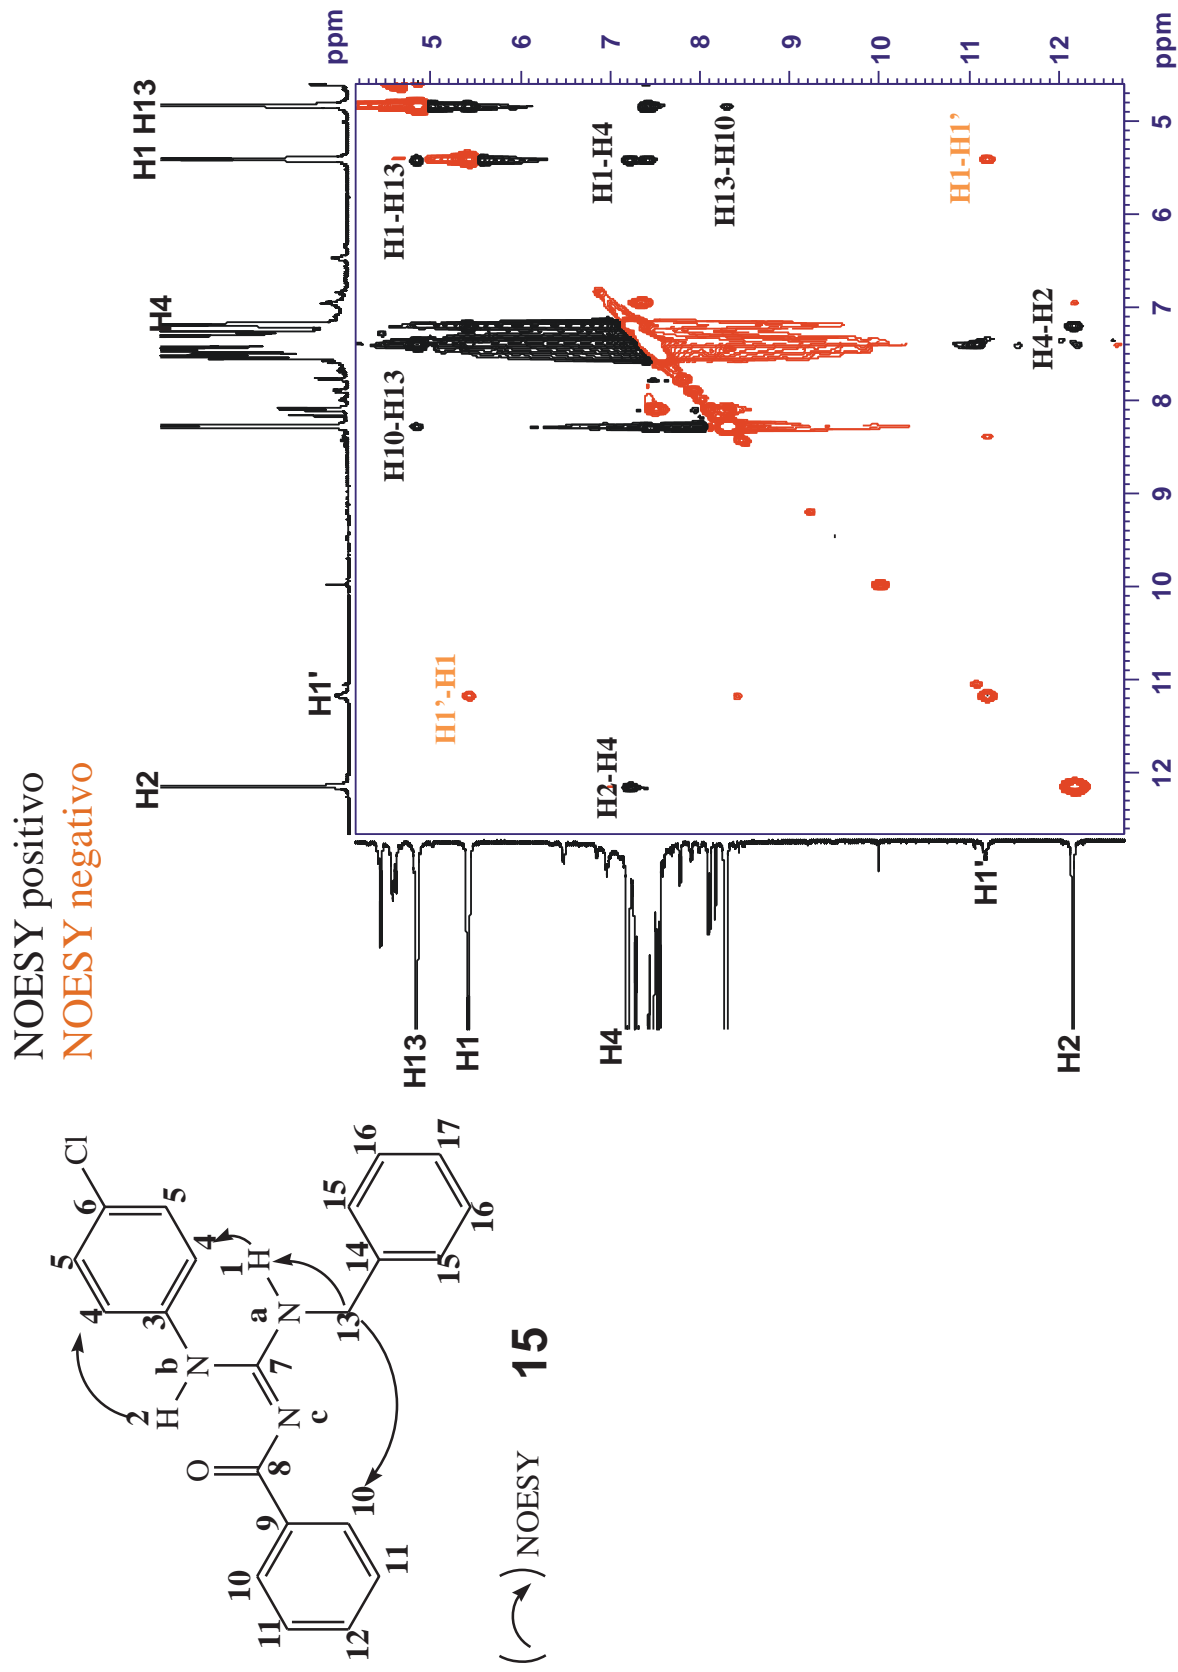 NOESY positivo
NOESY negativo
H2
H1'
H4
H1
H13
ppm
5
6
7
8
9
10
11
12
ppm
H1-H13
H10-H13
H1-H4
H13-H10
H1'-H1
H1-H1’
H2-H4
H4-H2
5
6
7
8
9
10
11
12
H13
H1
H4
H1'
H2
Cl
6
5
5
4
4
3
H
1
2
H
b
N
a
N
7
N
c
O
8
13
14
15
15
16
16
17
9
10
10
11
11
12
15
( ) NOESY